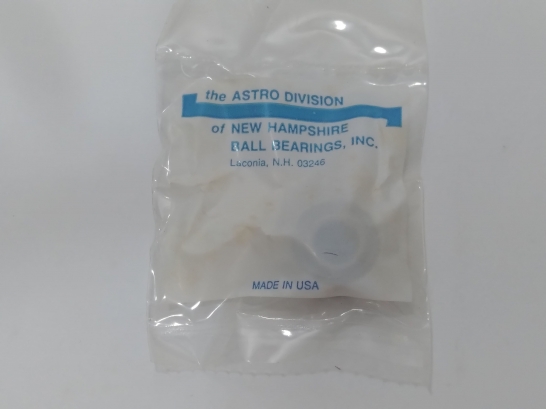 the ASTRO DIVISION
of NEW HAMPSHIRE
BALL BEARINGS, INC.
Laconia, N.H. 03246
MADE IN USA